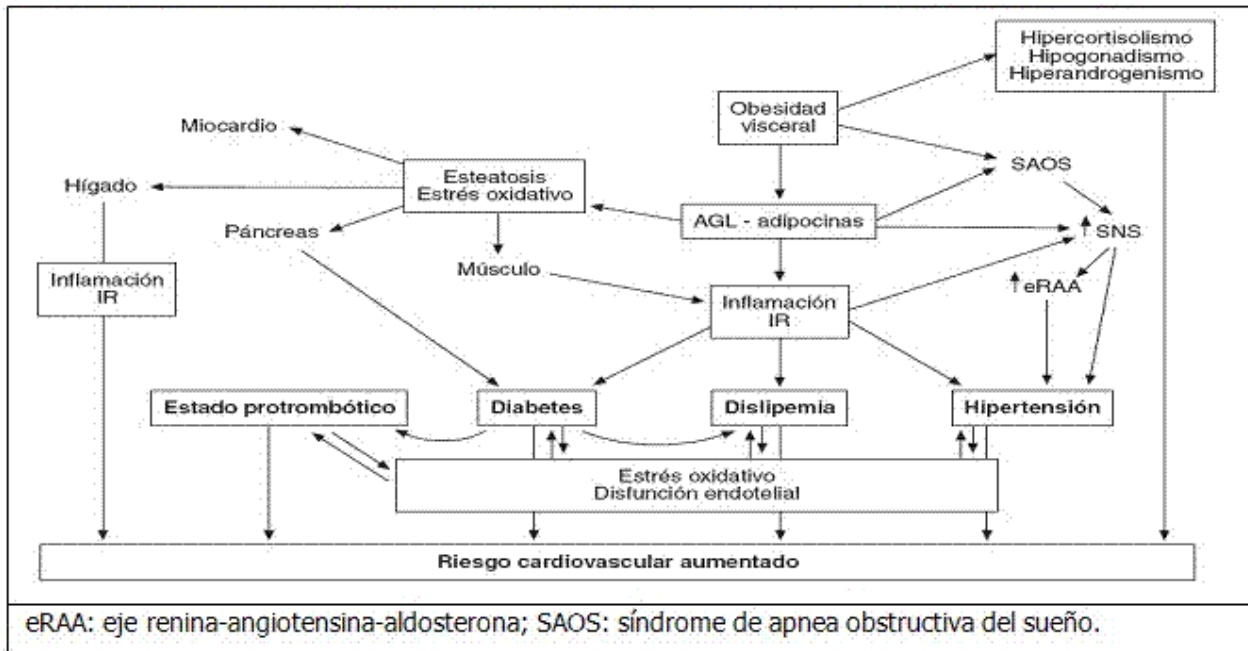 Hipercortisolismo
Hipogonadismo
Hiperandrogenismo
Obesidad
visceral
Miocardio
SAOS
Esteatosis
Estrés oxidativo
Hígado
AGL - adipocinas
Páncreas
↑SNS
Músculo
Inflamación
IR
↑eRAA
Inflamación
IR
Estado protrombótico
Diabetes
Dislipemia
Hipertensión
Estrés oxidativo
Disfunción endotelial
Riesgo cardiovascular aumentado
eRAA: eje renina-angiotensina-aldosterona; SAOS: síndrome de apnea obstructiva del sueño.